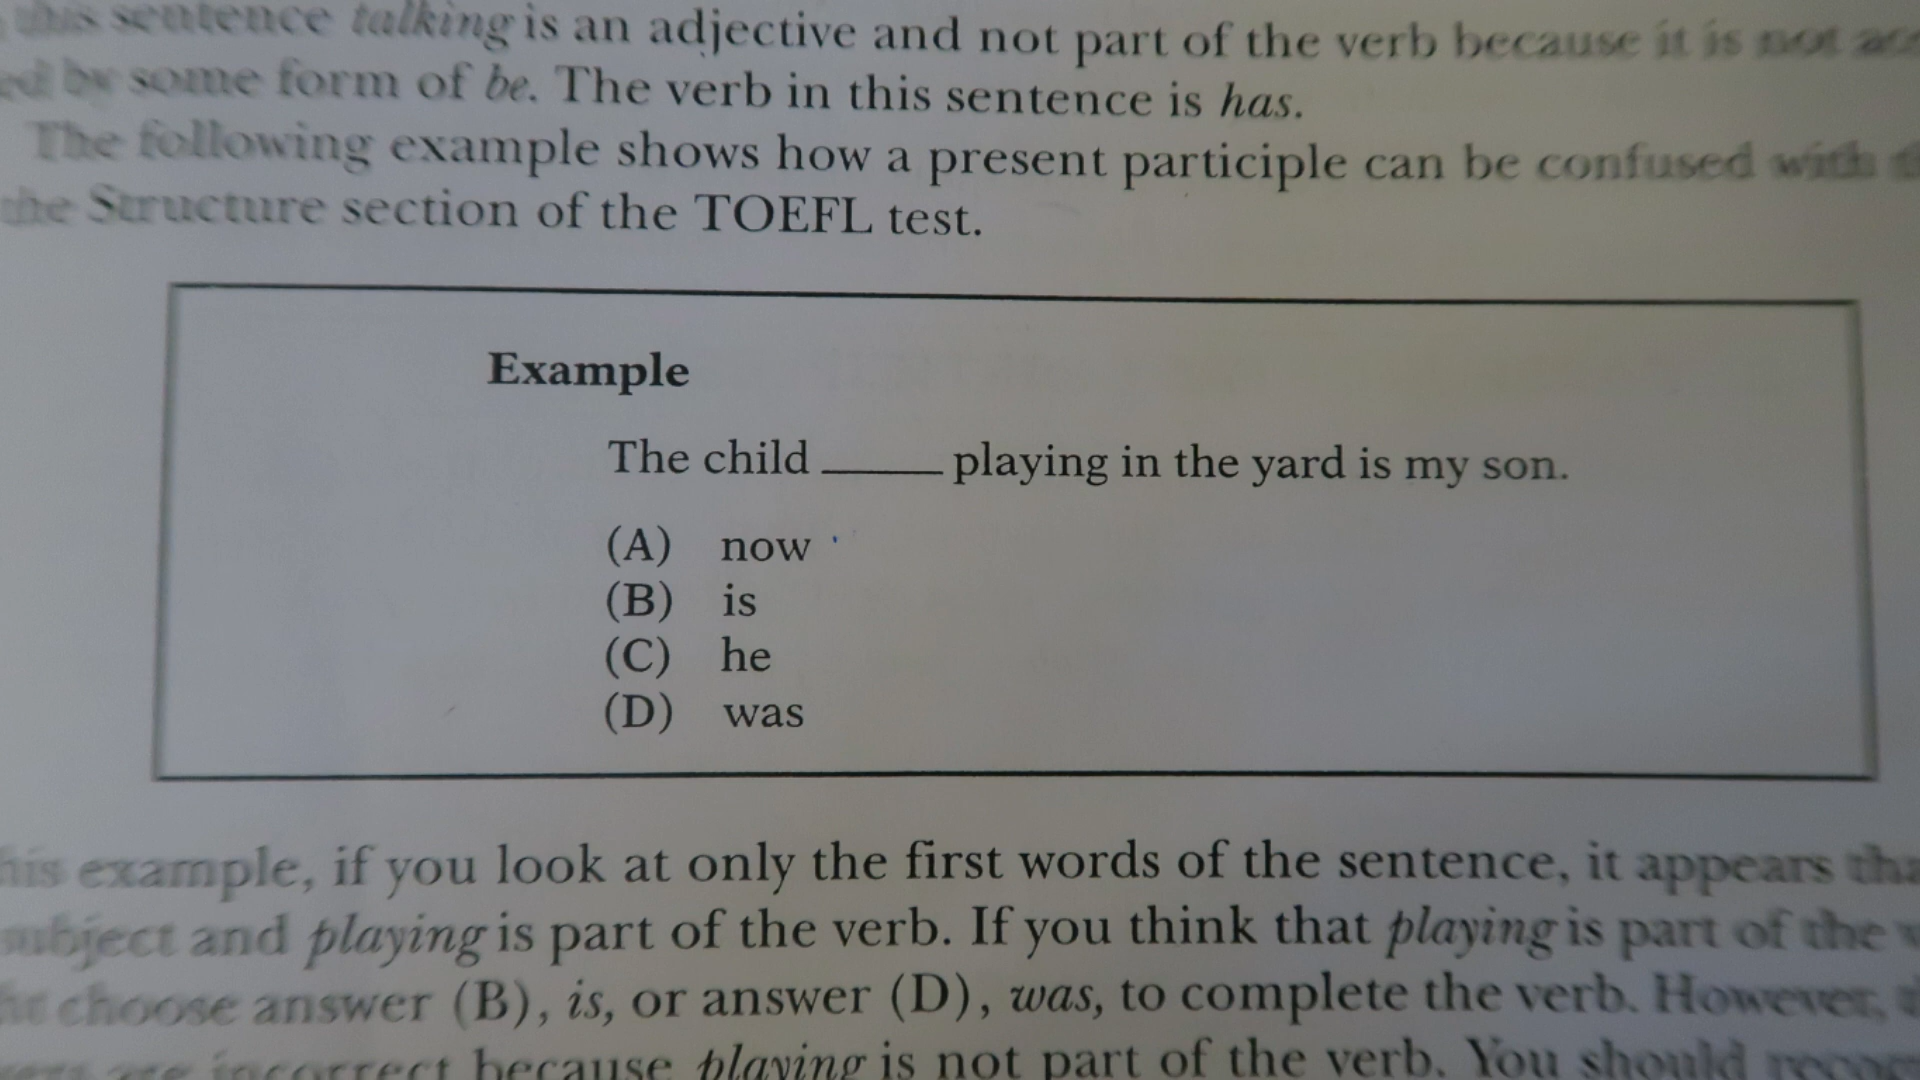 this sentence talking is an adjective and not part of the verb because it is not
ed by some form of be. The verb in this sentence is has.
The following example shows how a present participle can be confused with
the Structure section of the TOEFL test.
Example
The child _____ playing in the yard is my son.
(A) now
(B) is
(C) he
(D) was
his example, if you look at only the first words of the sentence, it appears
subject and playing is part of the verb. If you think that playing is part of the
choose answer (B), is, or answer (D), was, to complete the verb. However,
incorrect because playing is not part of the verb. You should